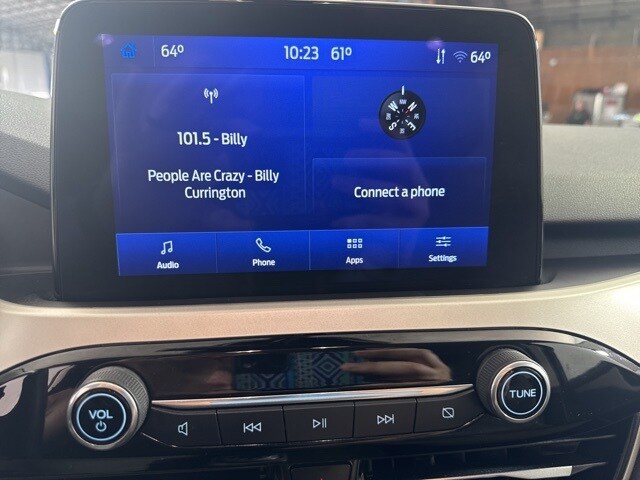 64° 10:23 61° 64°
101.5 - Billy
People Are Crazy - Billy
Currington
Connect a phone
Audio Phone Apps Settings
VOL
TUNE